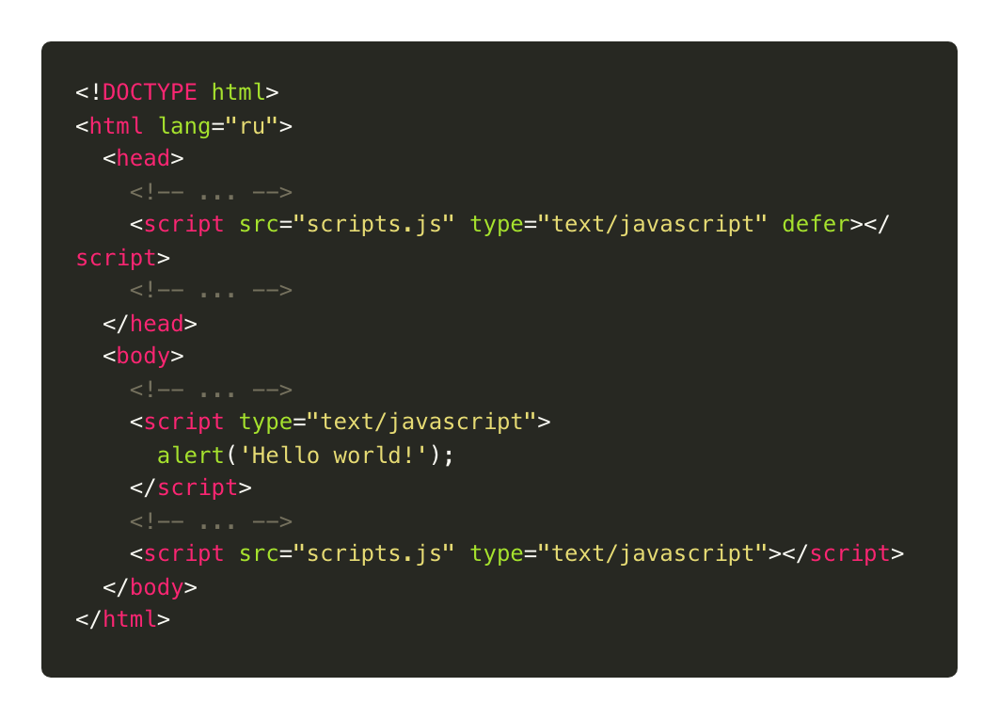 <!DOCTYPE html>
<html lang="ru">
  <head>
    <!-- ... -->
    <script src="scripts.js" type="text/javascript" defer></
script>
    <!-- ... -->
  </head>
  <body>
    <!-- ... -->
    <script type="text/javascript">
      alert('Hello world!');
    </script>
    <!-- ... -->
    <script src="scripts.js" type="text/javascript"></script>
  </body>
</html>